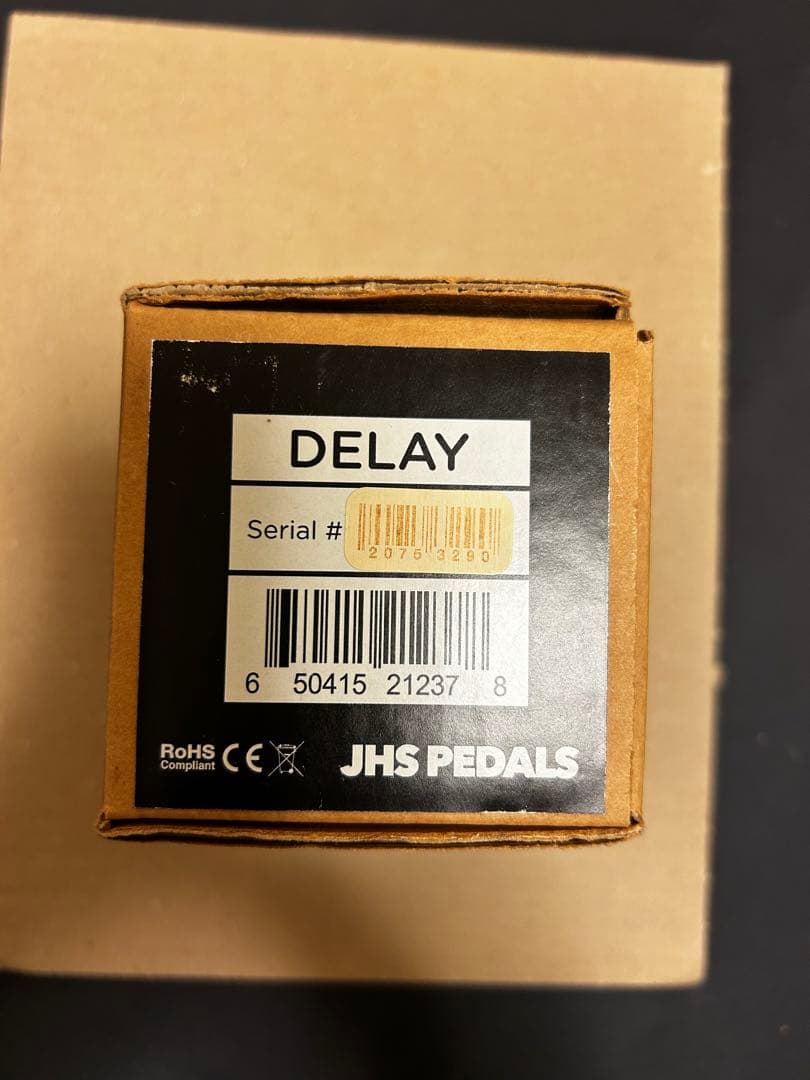 DELAY
Serial #
2075 3290
6 50415 21237 8
RoHS
Compliant
CE
JHS PEDALS